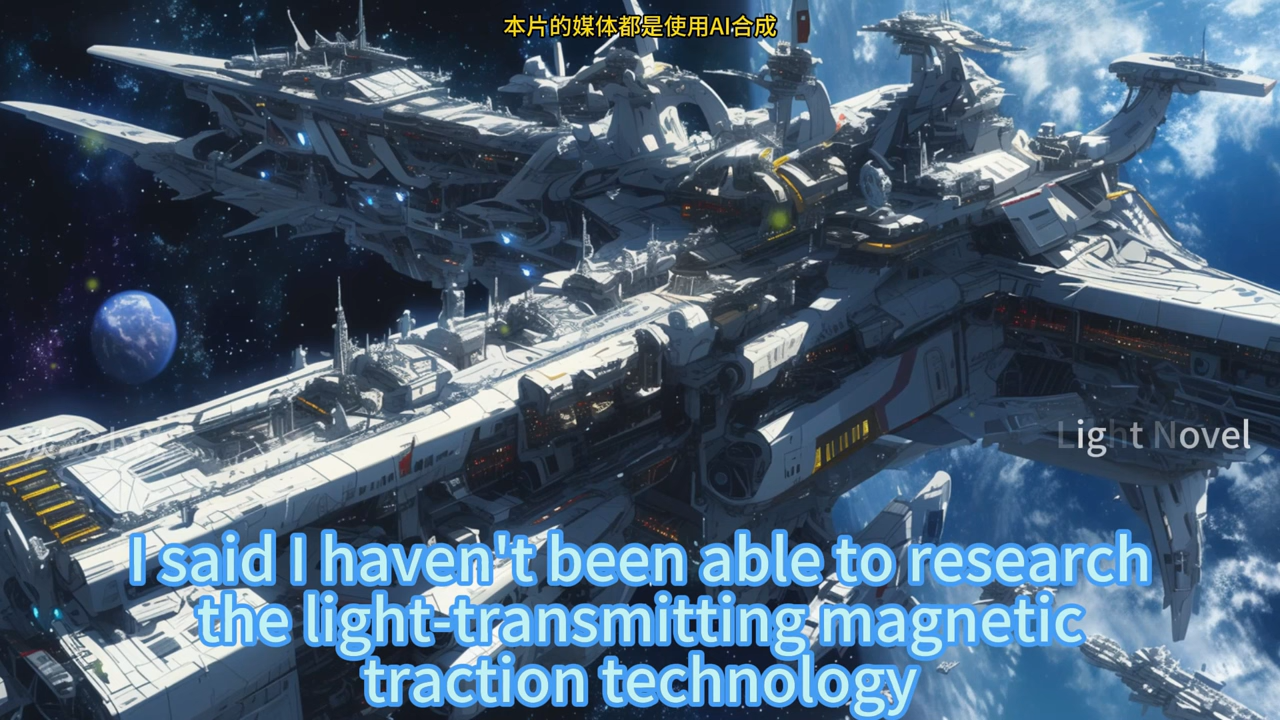 本片的媒体都是使用AI合成
Light Novel
I said I haven't been able to research
the light-transmitting magnetic
traction technology